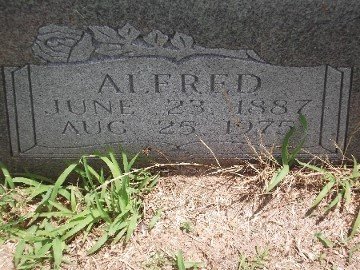 ALFRED
JUNE 23, 1887
AUG. 25, 1975